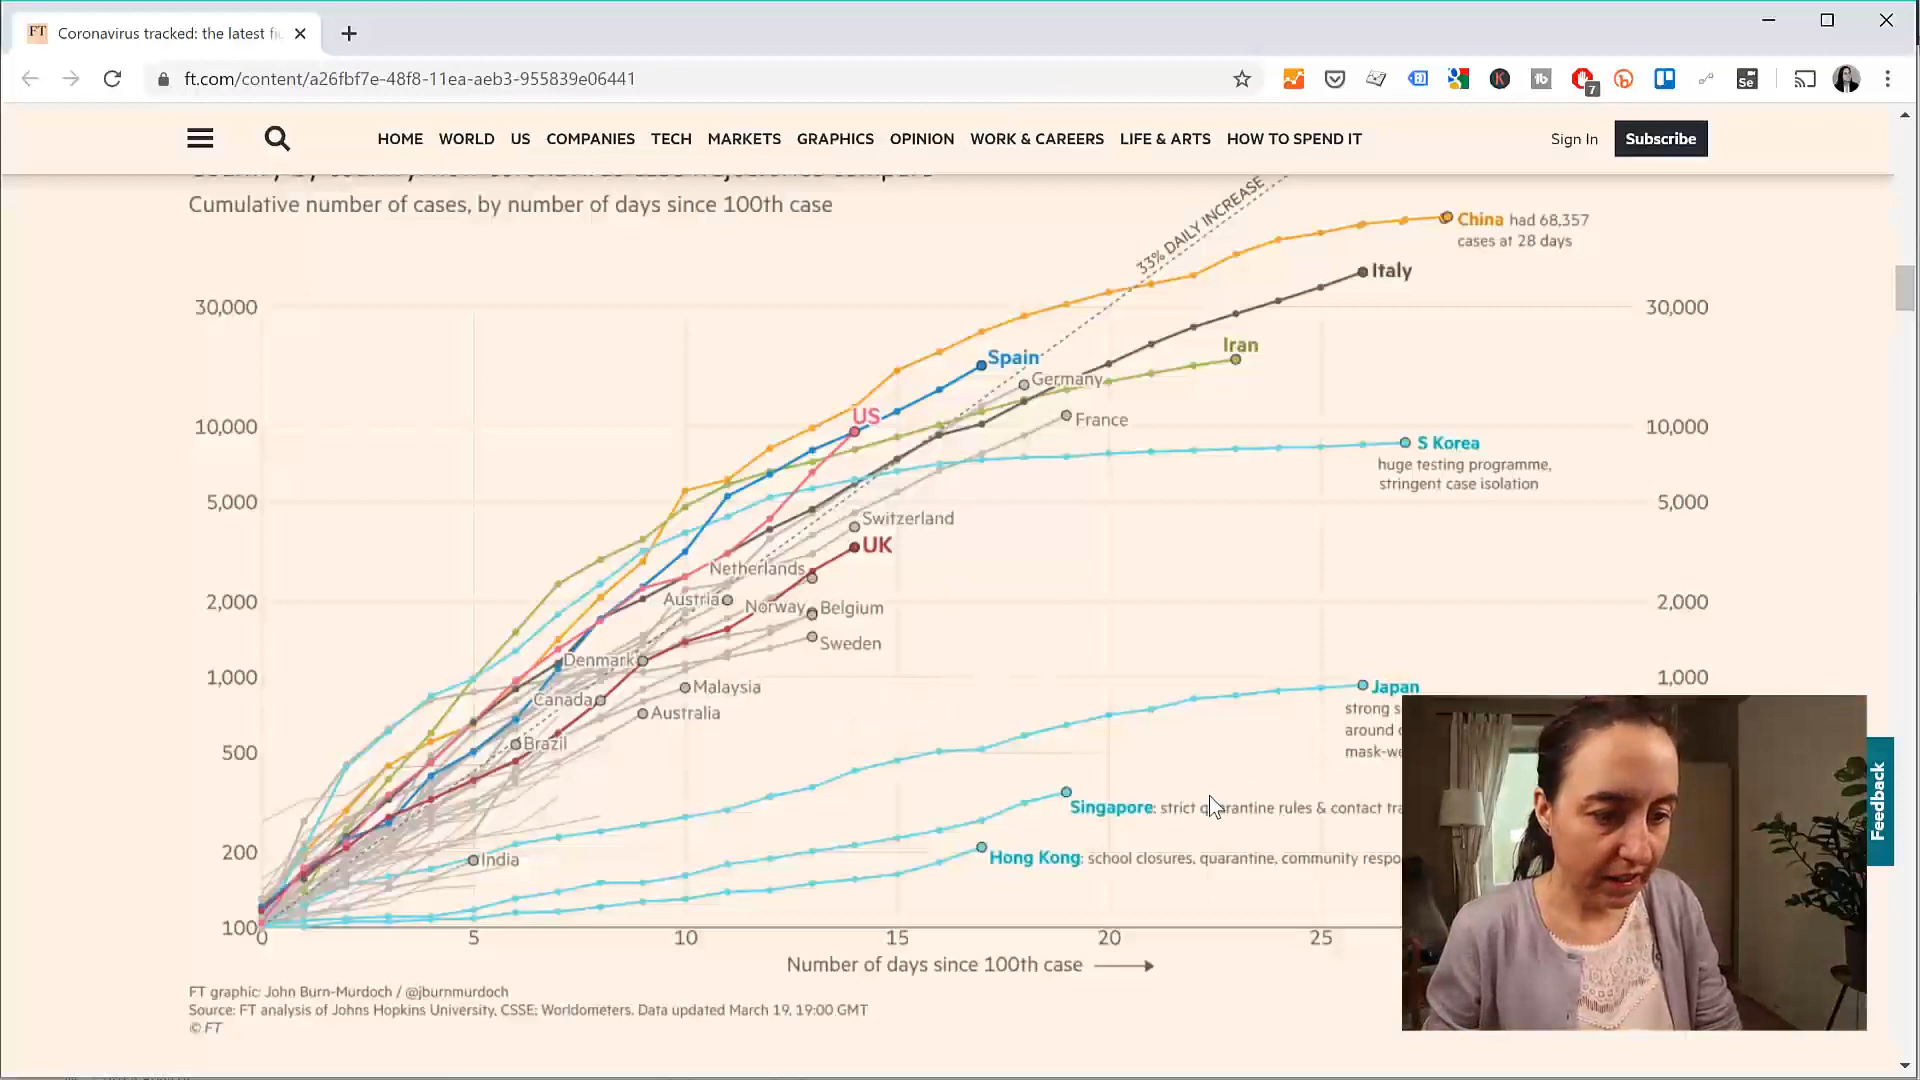 FT Coronavirus tracked: the latest fi
ft.com/content/a26fbf7e-48f8-11ea-aeb3-955839e06441
7
Se
HOME WORLD US COMPANIES TECH MARKETS GRAPHICS OPINION WORK & CAREERS LIFE & ARTS HOW TO SPEND IT
Sign In
Subscribe
Cumulative number of cases, by number of days since 100th case
33% DAILY INCREASE
China had 68,357
cases at 28 days
Italy
30,000
30,000
Iran
Spain
Germany
US
France
10,000
10,000
S Korea
huge testing programme,
stringent case isolation
5,000
5,000
Switzerland
UK
Netherlands
Austria
Norway
Belgium
2,000
2,000
Sweden
Denmark
1,000
1,000
Malaysia
Japan
Canada
Australia
strong s
around
mask-we
Brazil
500
Singapore: strict quarantine rules & contact tra
Feedback
200
India
Hong Kong: school closures, quarantine, community respo
100
0 5 10 15 20 25
Number of days since 100th case
FT graphic: John Burn-Murdoch / @jburnmurdoch
Source: FT analysis of Johns Hopkins University, CSSE; Worldometers. Data updated March 19, 19:00 GMT
© FT